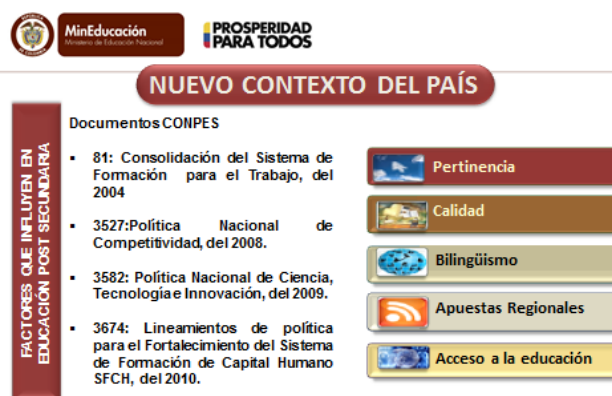 MinEducación
Ministerio de Educación Nacional
PROSPERIDAD
PARA TODOS
NUEVO CONTEXTO DEL PAÍS
FACTORES QUE INFLUYEN EN
EDUCACIÓN POST SECUNDARIA
Documentos CONPES
▪ 81: Consolidación del Sistema de
Formación para el Trabajo, del
2004
▪ 3527:Política Nacional de
Competitividad, del 2008.
▪ 3582: Política Nacional de Ciencia,
Tecnología e Innovación, del 2009.
▪ 3674: Lineamientos de política
para el Fortalecimiento del Sistema
de Formación de Capital Humano
SFCH, del 2010.
Pertinencia
Calidad
Bilingüismo
Apuestas Regionales
Acceso a la educación